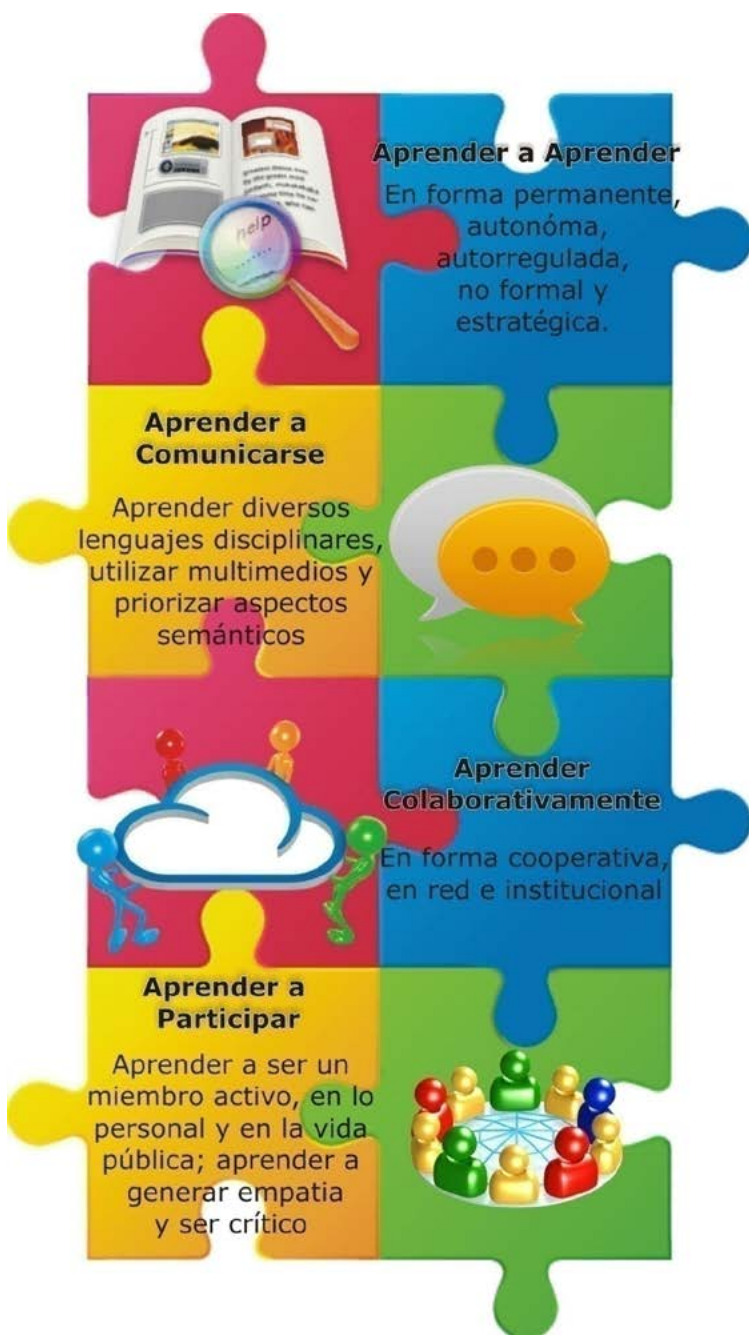 help
Aprender a Aprender
En forma permanente,
autonóma,
autorregulada,
no formal y
estratégica.
Aprender a
Comunicarse
Aprender diversos
lenguajes disciplinares,
utilizar multimedios y
priorizar aspectos
semánticos
Aprender
Colaborativamente
En forma cooperativa,
en red e institucional
Aprender a
Participar
Aprender a ser un
miembro activo, en lo
personal y en la vida
pública; aprender a
generar empatia
y ser crítico